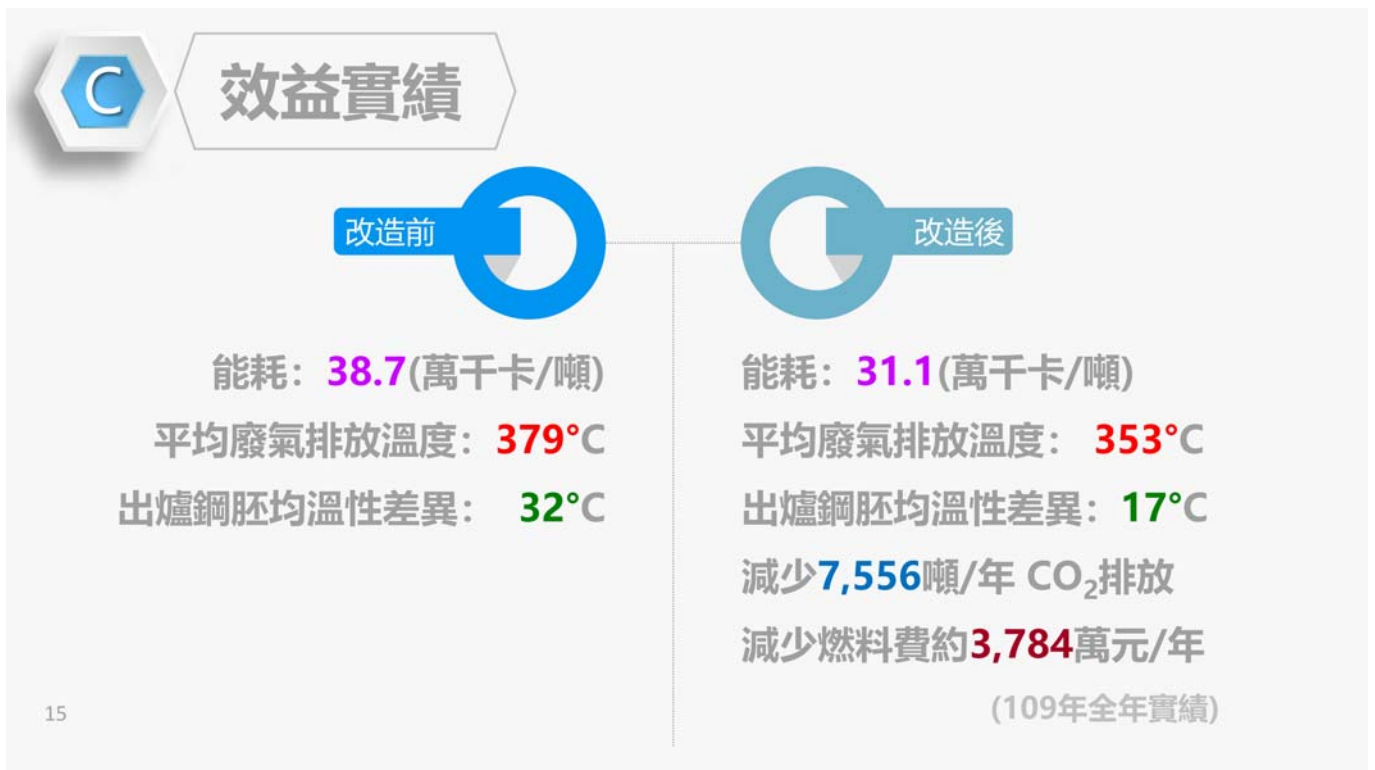 C
效益實績
改造前
能耗：38.7(萬千卡/噸)
平均廢氣排放溫度：379°C
出爐鋼胚均溫性差異： 32°C
改造後
能耗：31.1(萬千卡/噸)
平均廢氣排放溫度： 353°C
出爐鋼胚均溫性差異：17°C
減少7,556噸/年 CO₂排放
減少燃料費約3,784萬元/年
(109年全年實績)
15